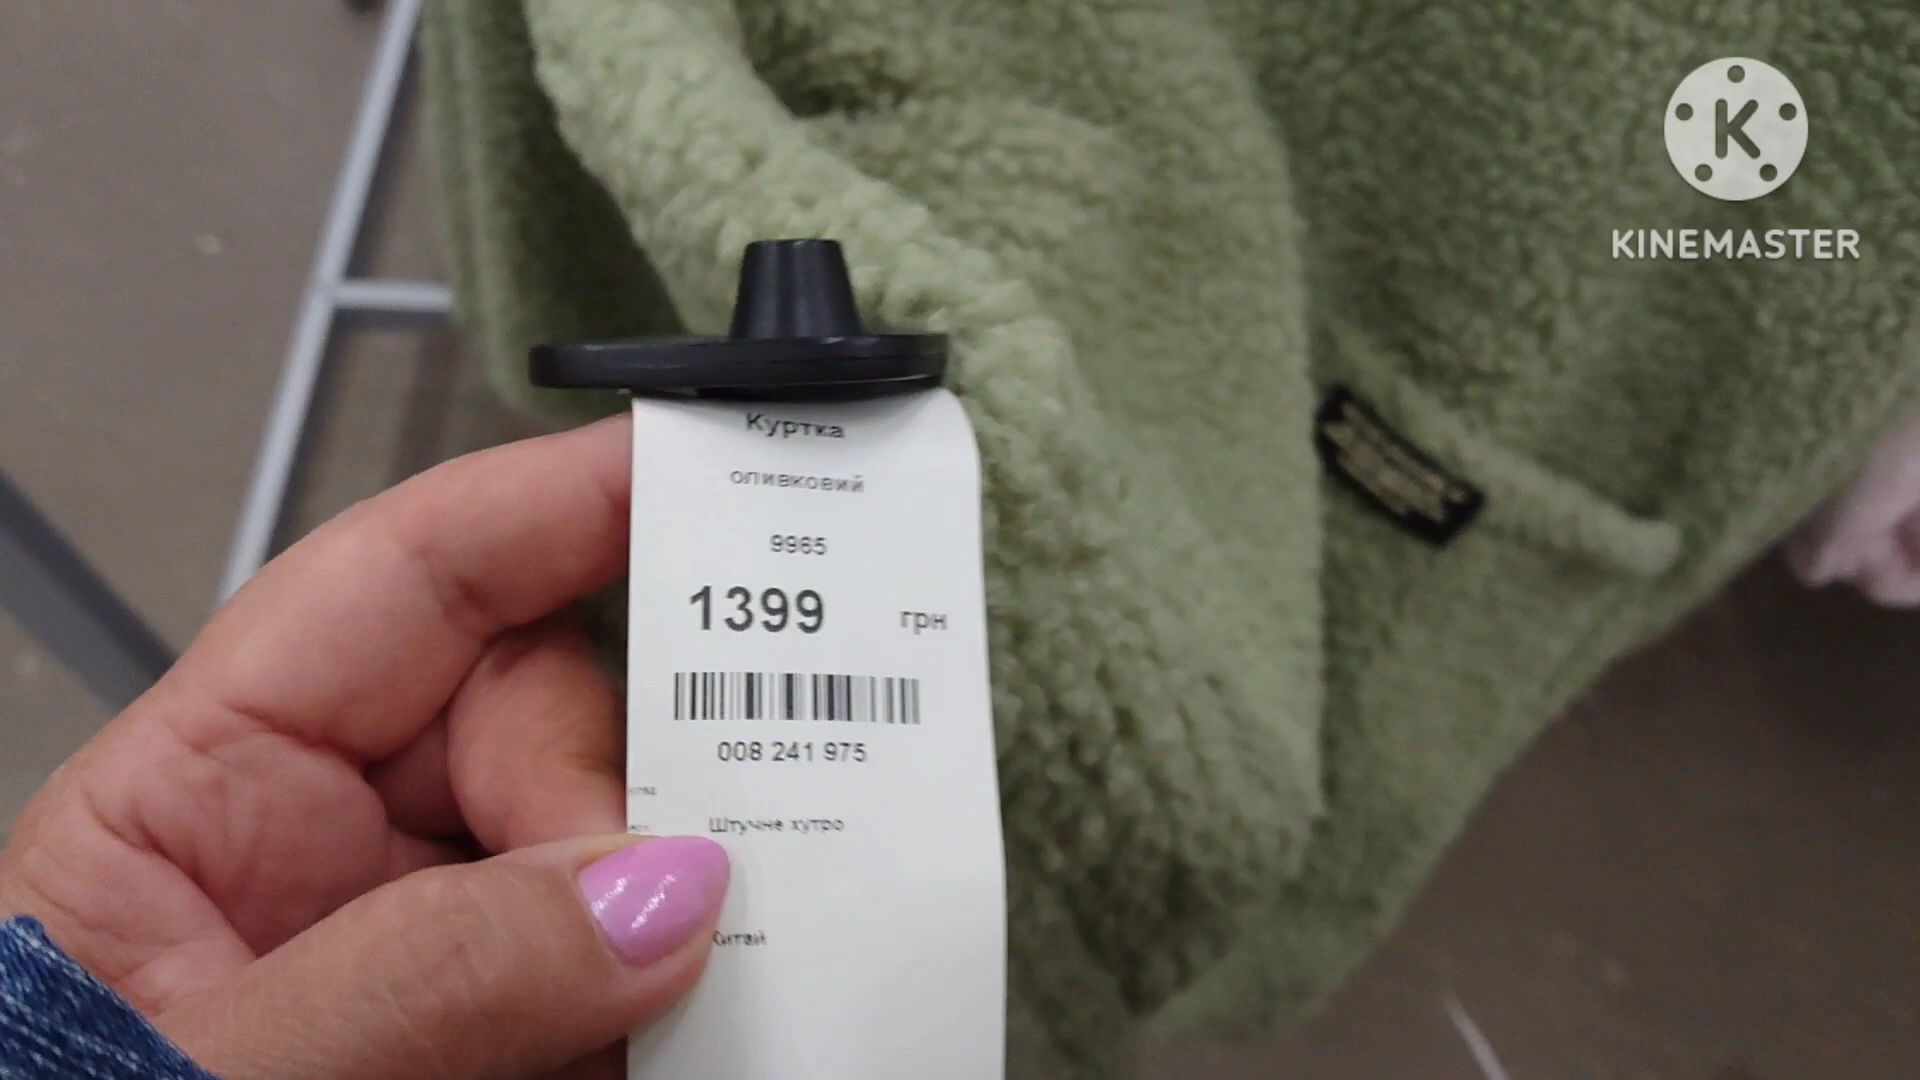 Куртка
оливковий
9965
1399 грн
008 241 975
Штучне хутро
Китай
KINEMASTER